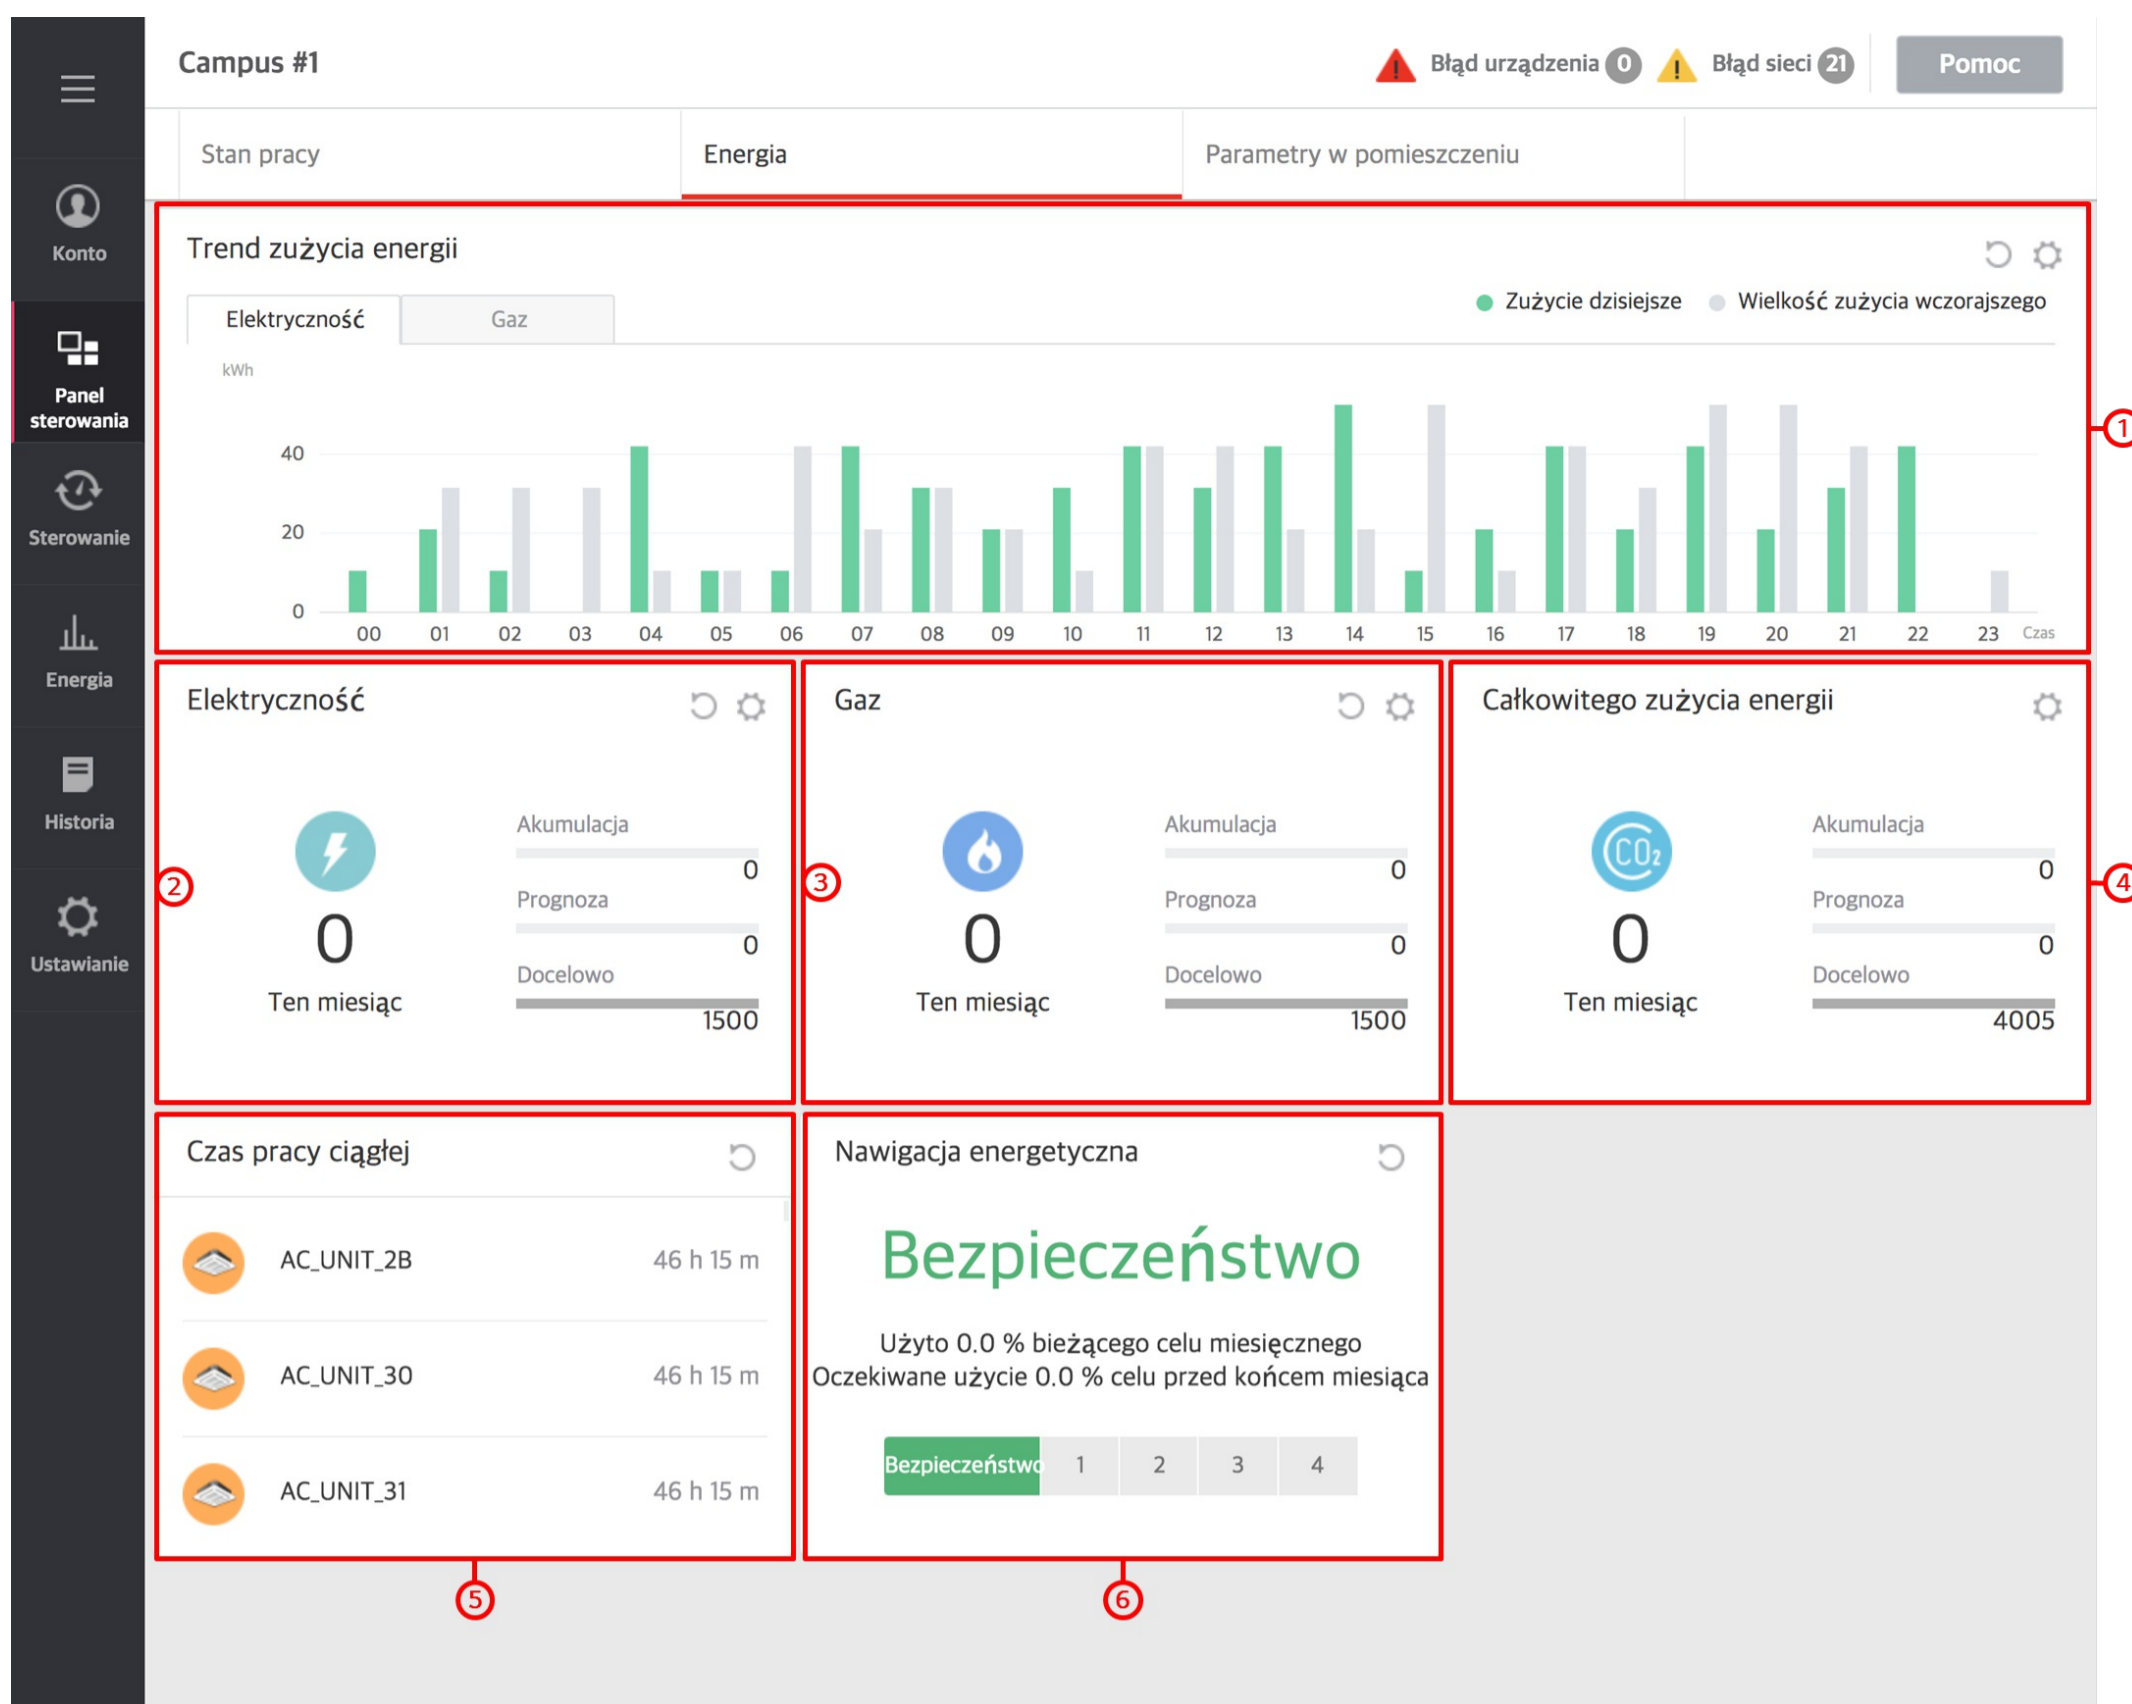 Campus #1
Błąd urządzenia 0 Błąd sieci 21 Pomoc
Stan pracy Energia Parametry w pomieszczeniu
Konto
Panel
sterowania
Sterowanie
Energia
Historia
Ustawianie
Trend zużycia energii
Elektryczność Gaz
Zużycie dzisiejsze Wielkość zużycia wczorajszego
kWh
40
20
0
00 01 02 03 04 05 06 07 08 09 10 11 12 13 14 15 16 17 18 19 20 21 22 23 Czas
1
Elektryczność
Akumulacja
0
Prognoza
0
Docelowo
1500
0
Ten miesiąc
2
Gaz
Akumulacja
0
Prognoza
0
Docelowo
1500
0
Ten miesiąc
3
Całkowitego zużycia energii
CO2
Akumulacja
0
Prognoza
0
Docelowo
4005
0
Ten miesiąc
4
Czas pracy ciągłej
AC_UNIT_2B 46 h 15 m
AC_UNIT_30 46 h 15 m
AC_UNIT_31 46 h 15 m
5
Nawigacja energetyczna
Bezpieczeństwo
Użyto 0.0 % bieżącego celu miesięcznego
Oczekiwane użycie 0.0 % celu przed końcem miesiąca
Bezpieczeństwo 1 2 3 4
6